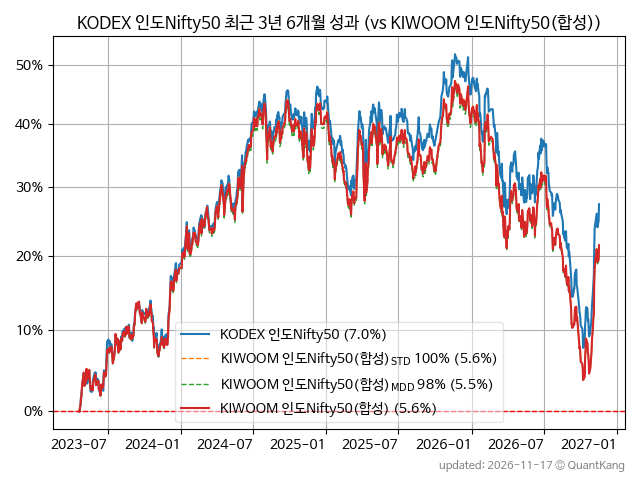 KODEX 인도Nifty50 최근 3년 6개월 성과 (vs KIWOOM 인도Nifty50(합성))
50%
40%
30%
20%
10%
0%
KODEX 인도Nifty50 (7.0%)
KIWOOM 인도Nifty50(합성) STD 100% (5.6%)
KIWOOM 인도Nifty50(합성) MDD 98% (5.5%)
KIWOOM 인도Nifty50(합성) (5.6%)
2023-07 2024-01 2024-07 2025-01 2025-07 2026-01 2026-07 2027-01
updated: 2026-11-17 © QuantKang